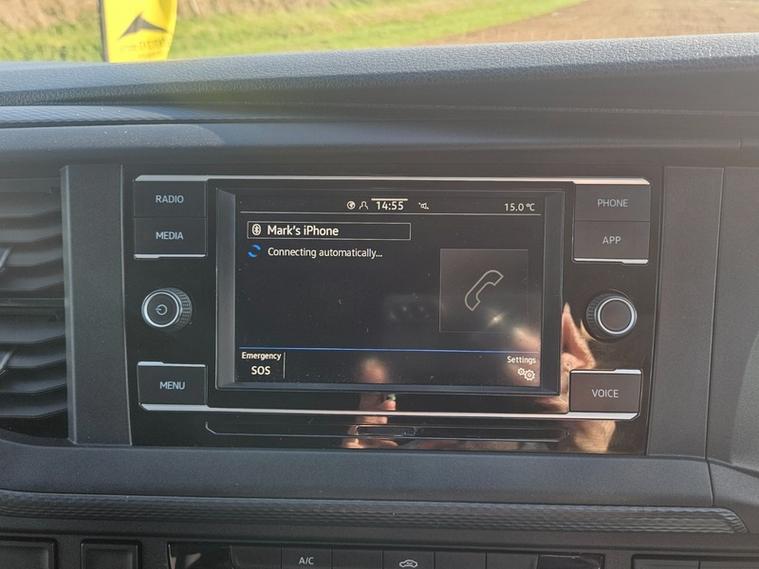 14:55
15.0 °C
RADIO
MEDIA
Mark's iPhone
Connecting automatically...
PHONE
APP
Emergency
SOS
Settings
MENU
VOICE
A/C